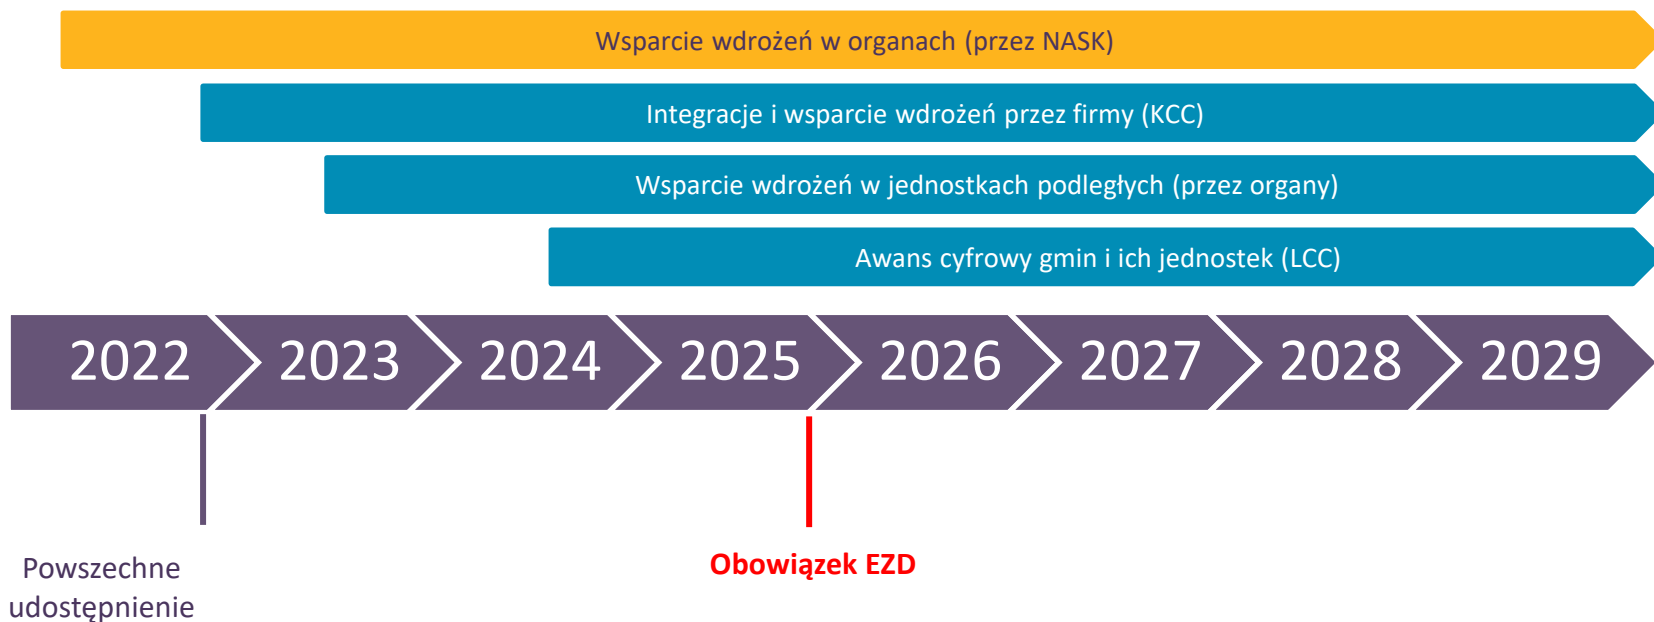 Wsparcie wdrożeń w organach (przez NASK)
Integracje i wsparcie wdrożeń przez firmy (KCC)
Wsparcie wdrożeń w jednostkach podległych (przez organy)
Awans cyfrowy gmin i ich jednostek (LCC)
2022 2023 2024 2025 2026 2027 2028 2029
Powszechne
udostępnienie
Obowiązek EZD